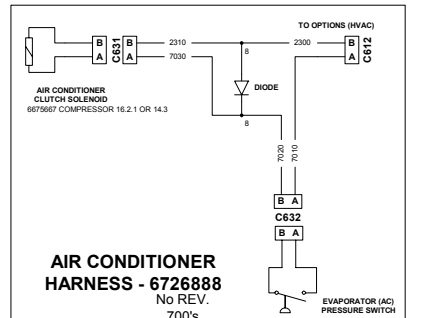 TO OPTIONS (HVAC)
B
A
C631
B
A
2310
7030
8
2300
B
A
C612
DIODE
AIR CONDITIONER
CLUTCH SOLENOID
6675667 COMPRESSOR 16.2.1 OR 14.3
8
7020
7010
B A
C632
B A
AIR CONDITIONER
HARNESS - 6726888
No REV.
700's
EVAPORATOR (AC)
PRESSURE SWITCH